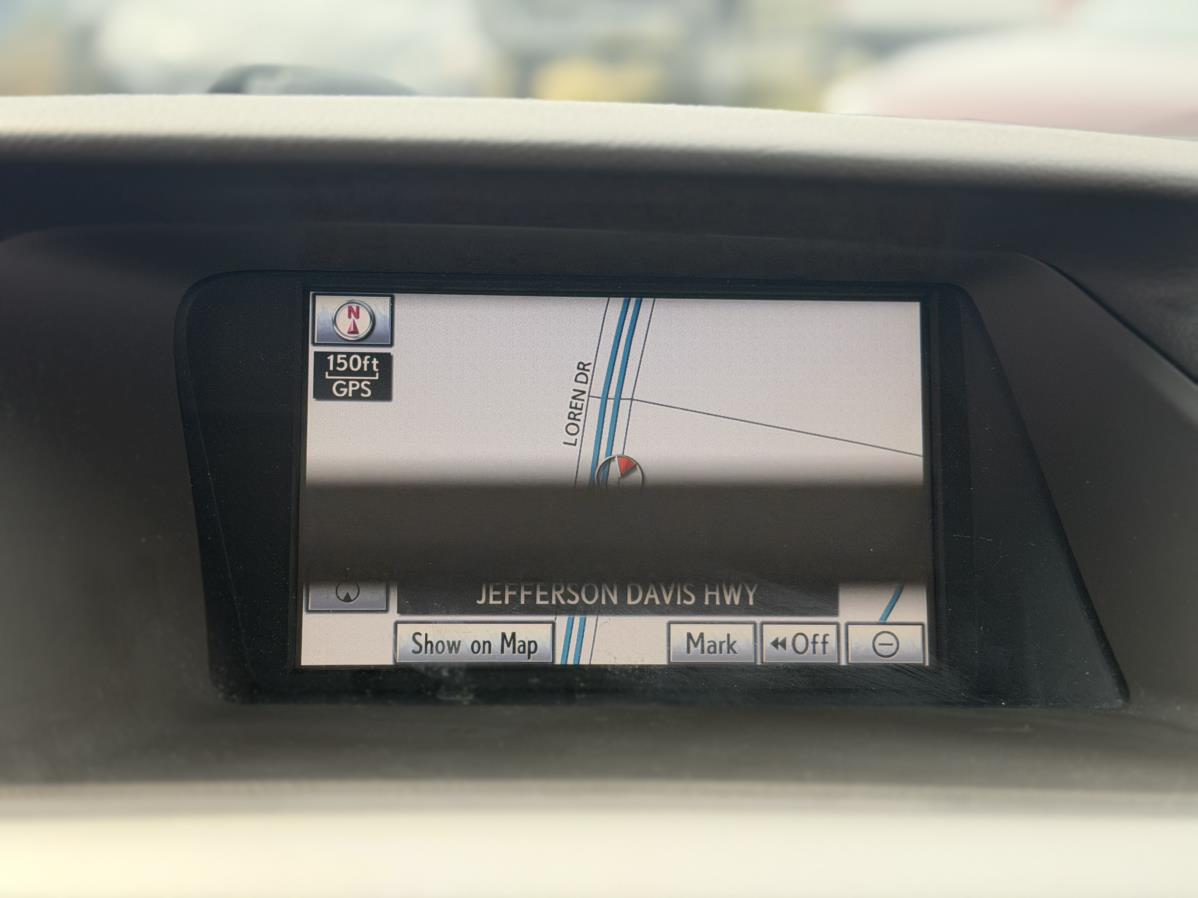 N
150ft
GPS
LOREN DR
JEFFERSON DAVIS HWY
Show on Map
Mark
Off